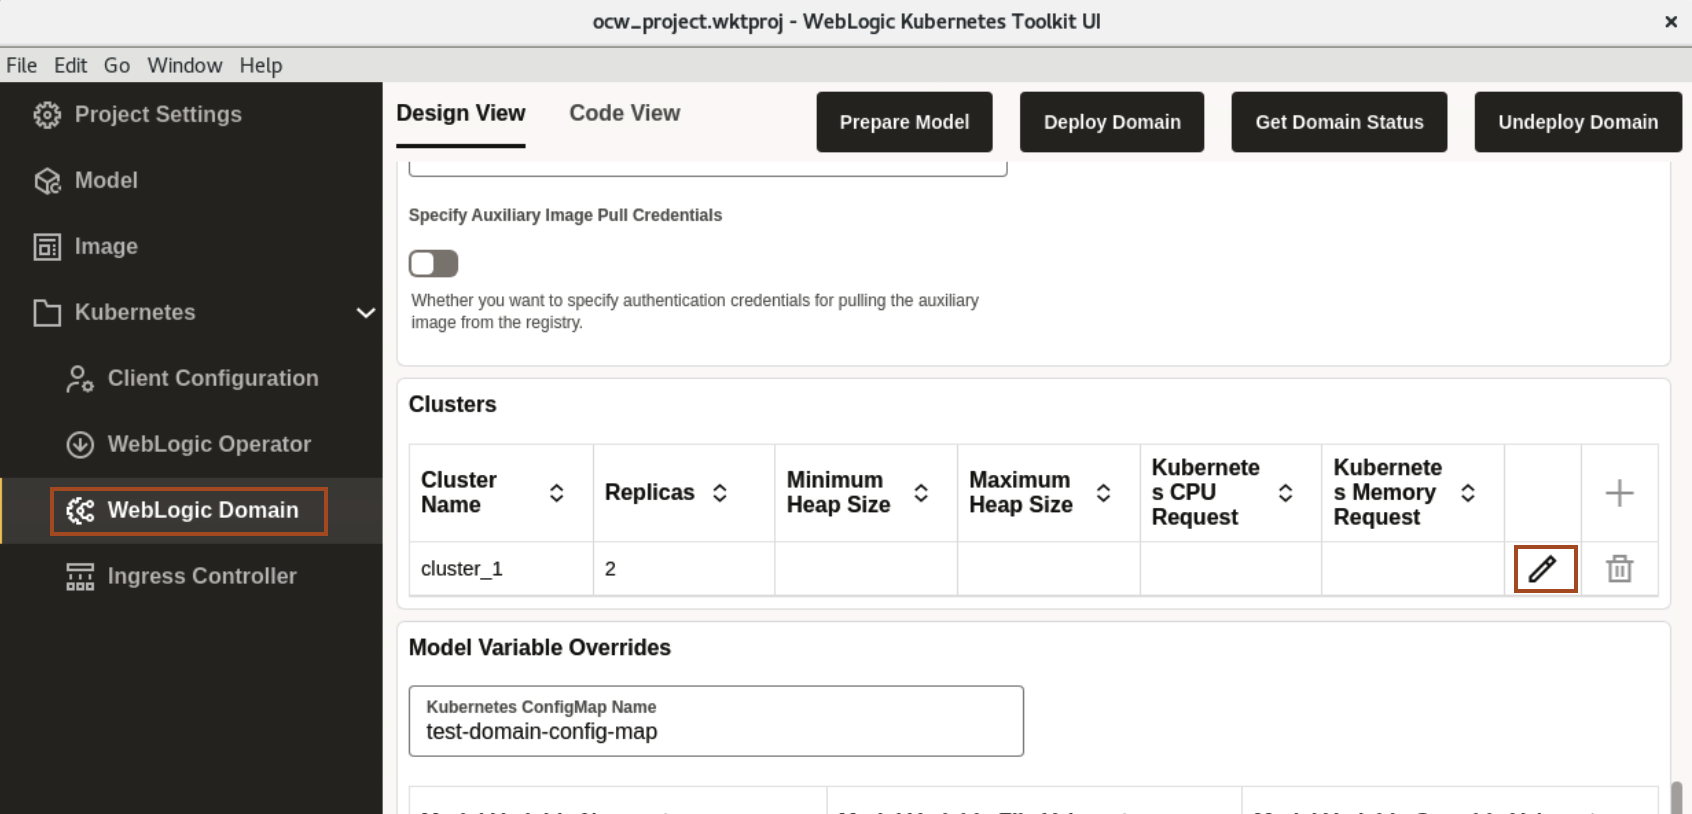 ocw_project.wktproj - WebLogic Kubernetes Toolkit UI
File Edit Go Window Help
Project Settings
Model
Image
Kubernetes
Client Configuration
WebLogic Operator
WebLogic Domain
Ingress Controller
Design View Code View
Prepare Model Deploy Domain Get Domain Status Undeploy Domain
Specify Auxiliary Image Pull Credentials
Whether you want to specify authentication credentials for pulling the auxiliary
image from the registry.
Clusters
Cluster
Name
Replicas
Minimum
Heap Size
Maximum
Heap Size
Kubernete
s CPU
Request
Kubernete
s Memory
Request
cluster_1 2
Model Variable Overrides
Kubernetes ConfigMap Name
test-domain-config-map